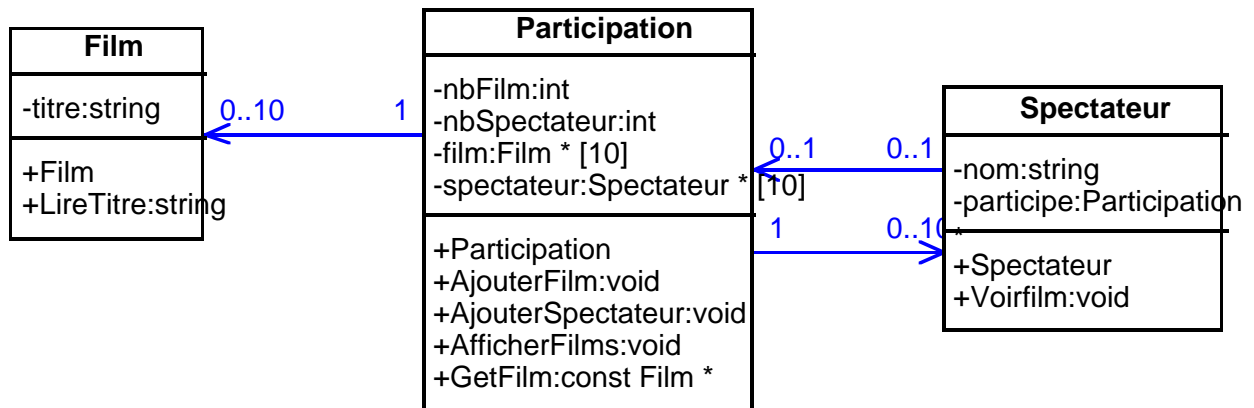 Film
-titre:string
+Film
+LireTitre:string
0..10
1
Participation
-nbFilm:int
-nbSpectateur:int
-film:Film * [10]
-spectateur:Spectateur * [10]
+Participation
+AjouterFilm:void
+AjouterSpectateur:void
+AfficherFilms:void
+GetFilm:const Film *
0..1
0..1
1
0..10
Spectateur
-nom:string
-participe:Participation
*
+Spectateur
+Voirfilm:void